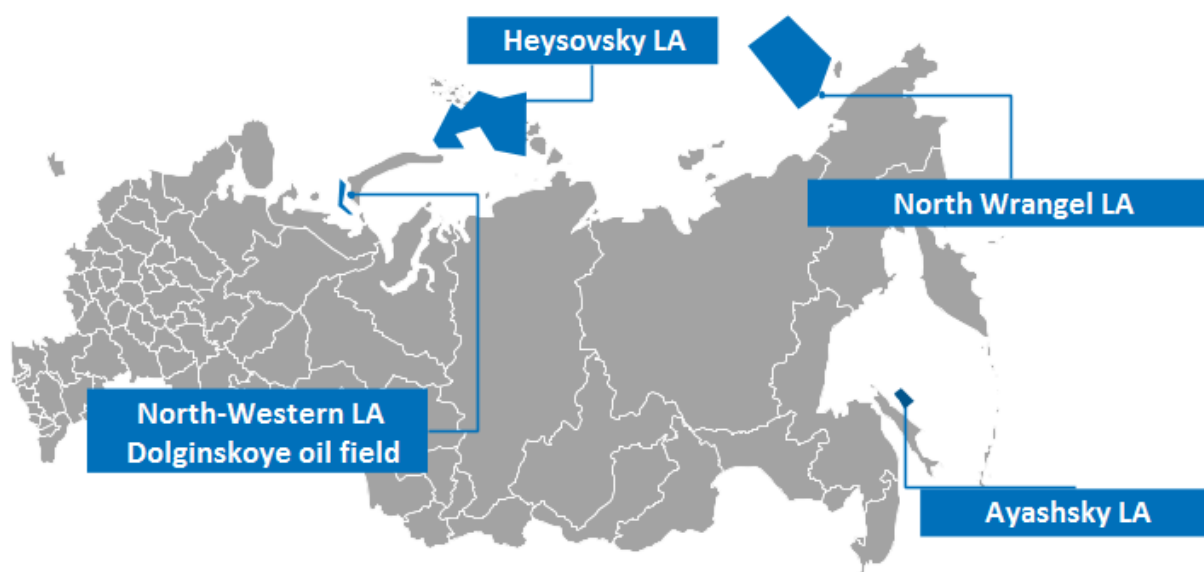 Heysovsky LA
North Wrangel LA
North-Western LA
Dolginskoye oil field
Ayashsky LA